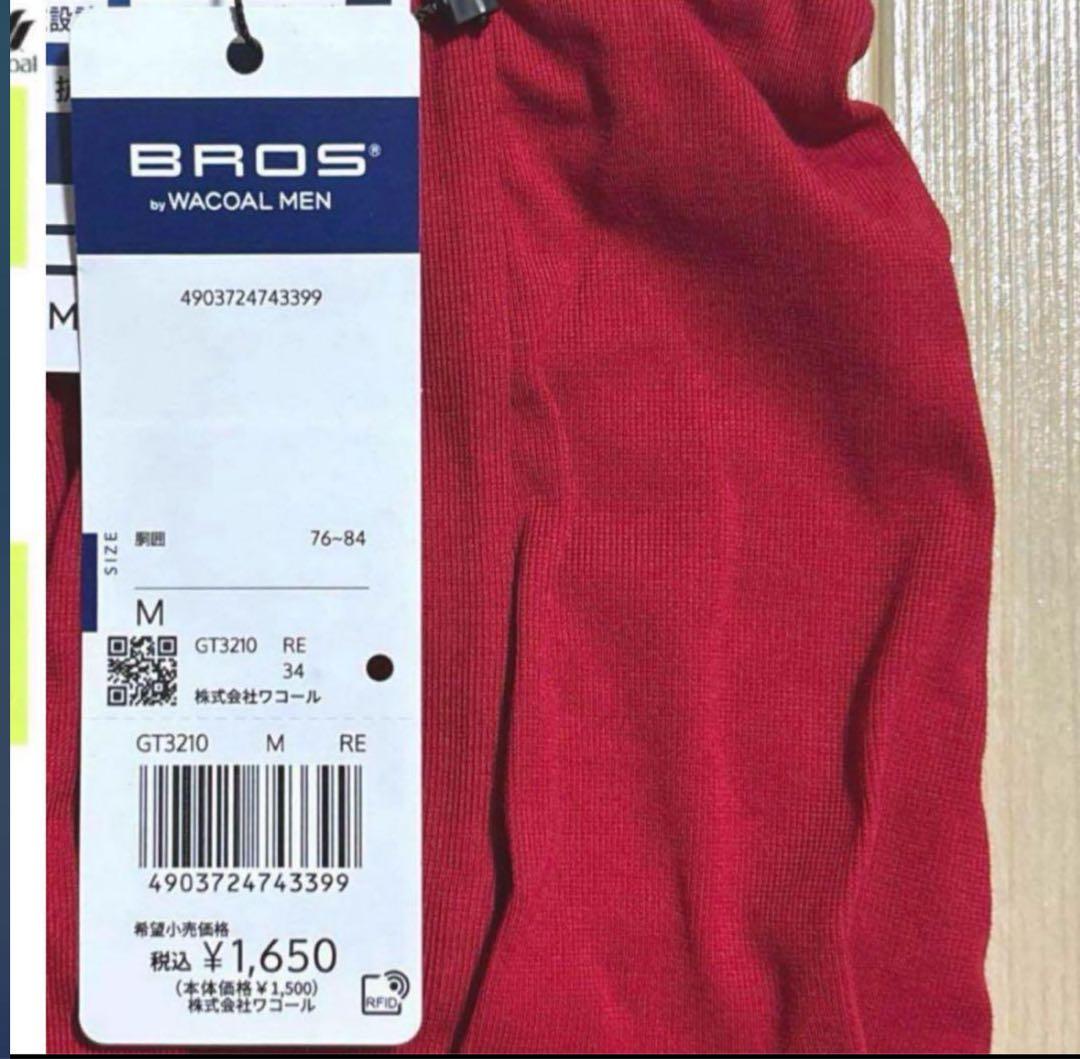 BROS®
by WACOAL MEN
4903724743399
M
SIZE
胴囲 76~84
M
GT3210 RE
34
株式会社ワコール
GT3210 M RE
4903724743399
希望小売価格
税込 ¥1,650
(本体価格¥1,500)
株式会社ワコール
RFID